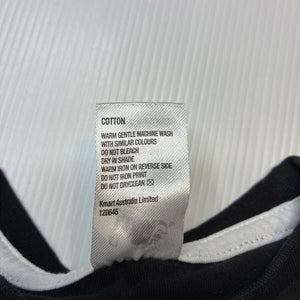 COTTON
WARM GENTLE MACHINE WASH
WITH SIMILAR COLOURS
DO NOT BLEACH
DRY IN SHADE
WARM IRON ON REVERSE SIDE
DO NOT IRON PRINT
DO NOT DRYCLEAN
Kmart Australia Limited
120645